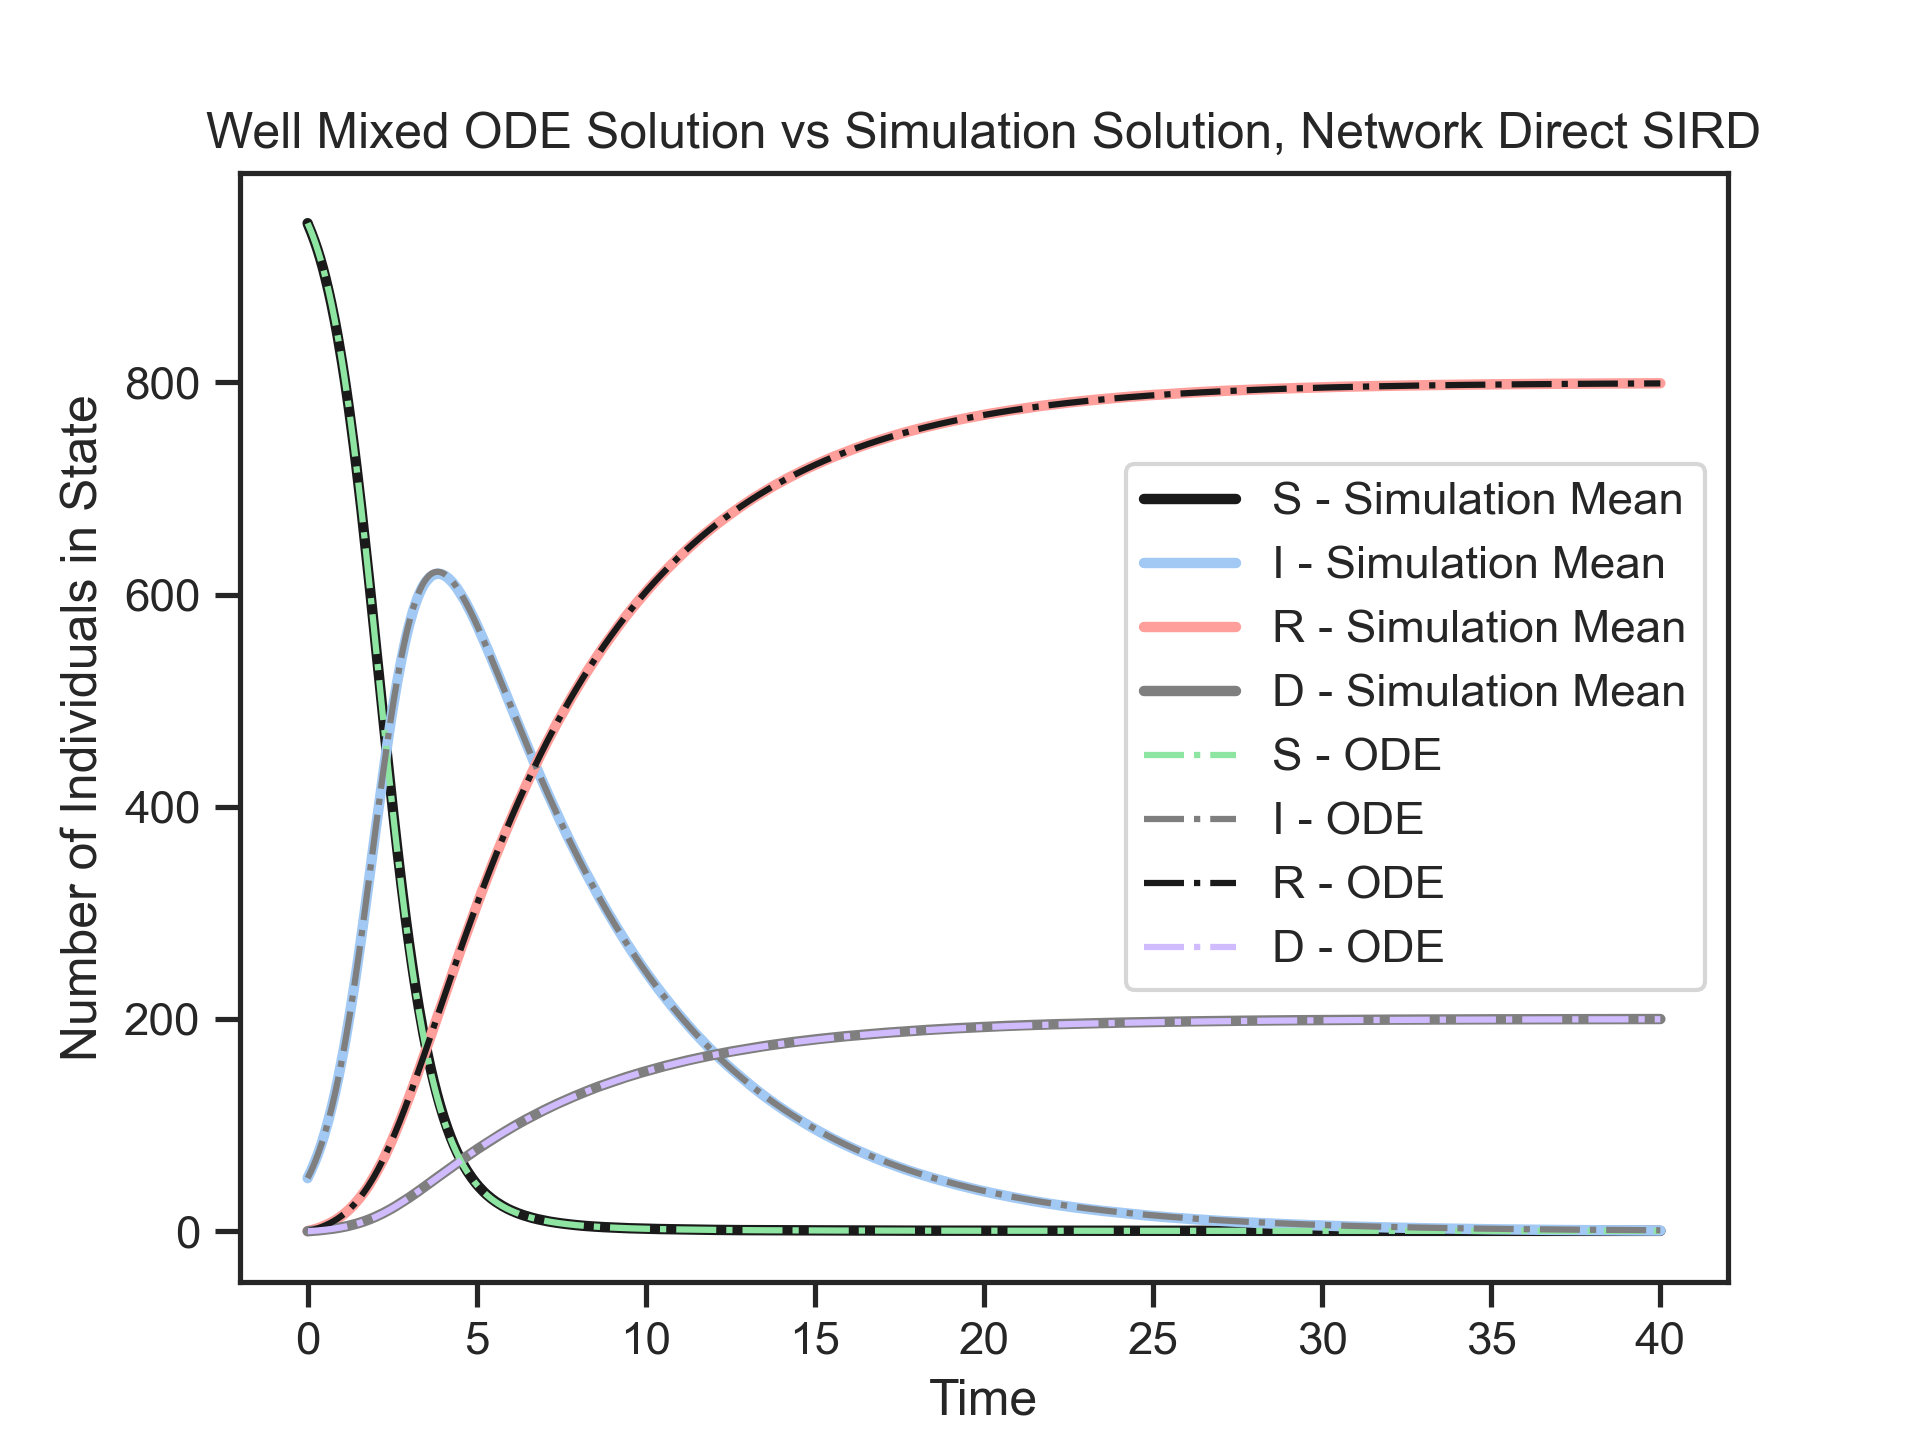 Well Mixed ODE Solution vs Simulation Solution, Network Direct SIRD
Number of Individuals in State
800
600
400
200
0
S - Simulation Mean
I - Simulation Mean
R - Simulation Mean
D - Simulation Mean
S - ODE
I - ODE
R - ODE
D - ODE
0 5 10 15 20 25 30 35 40
Time